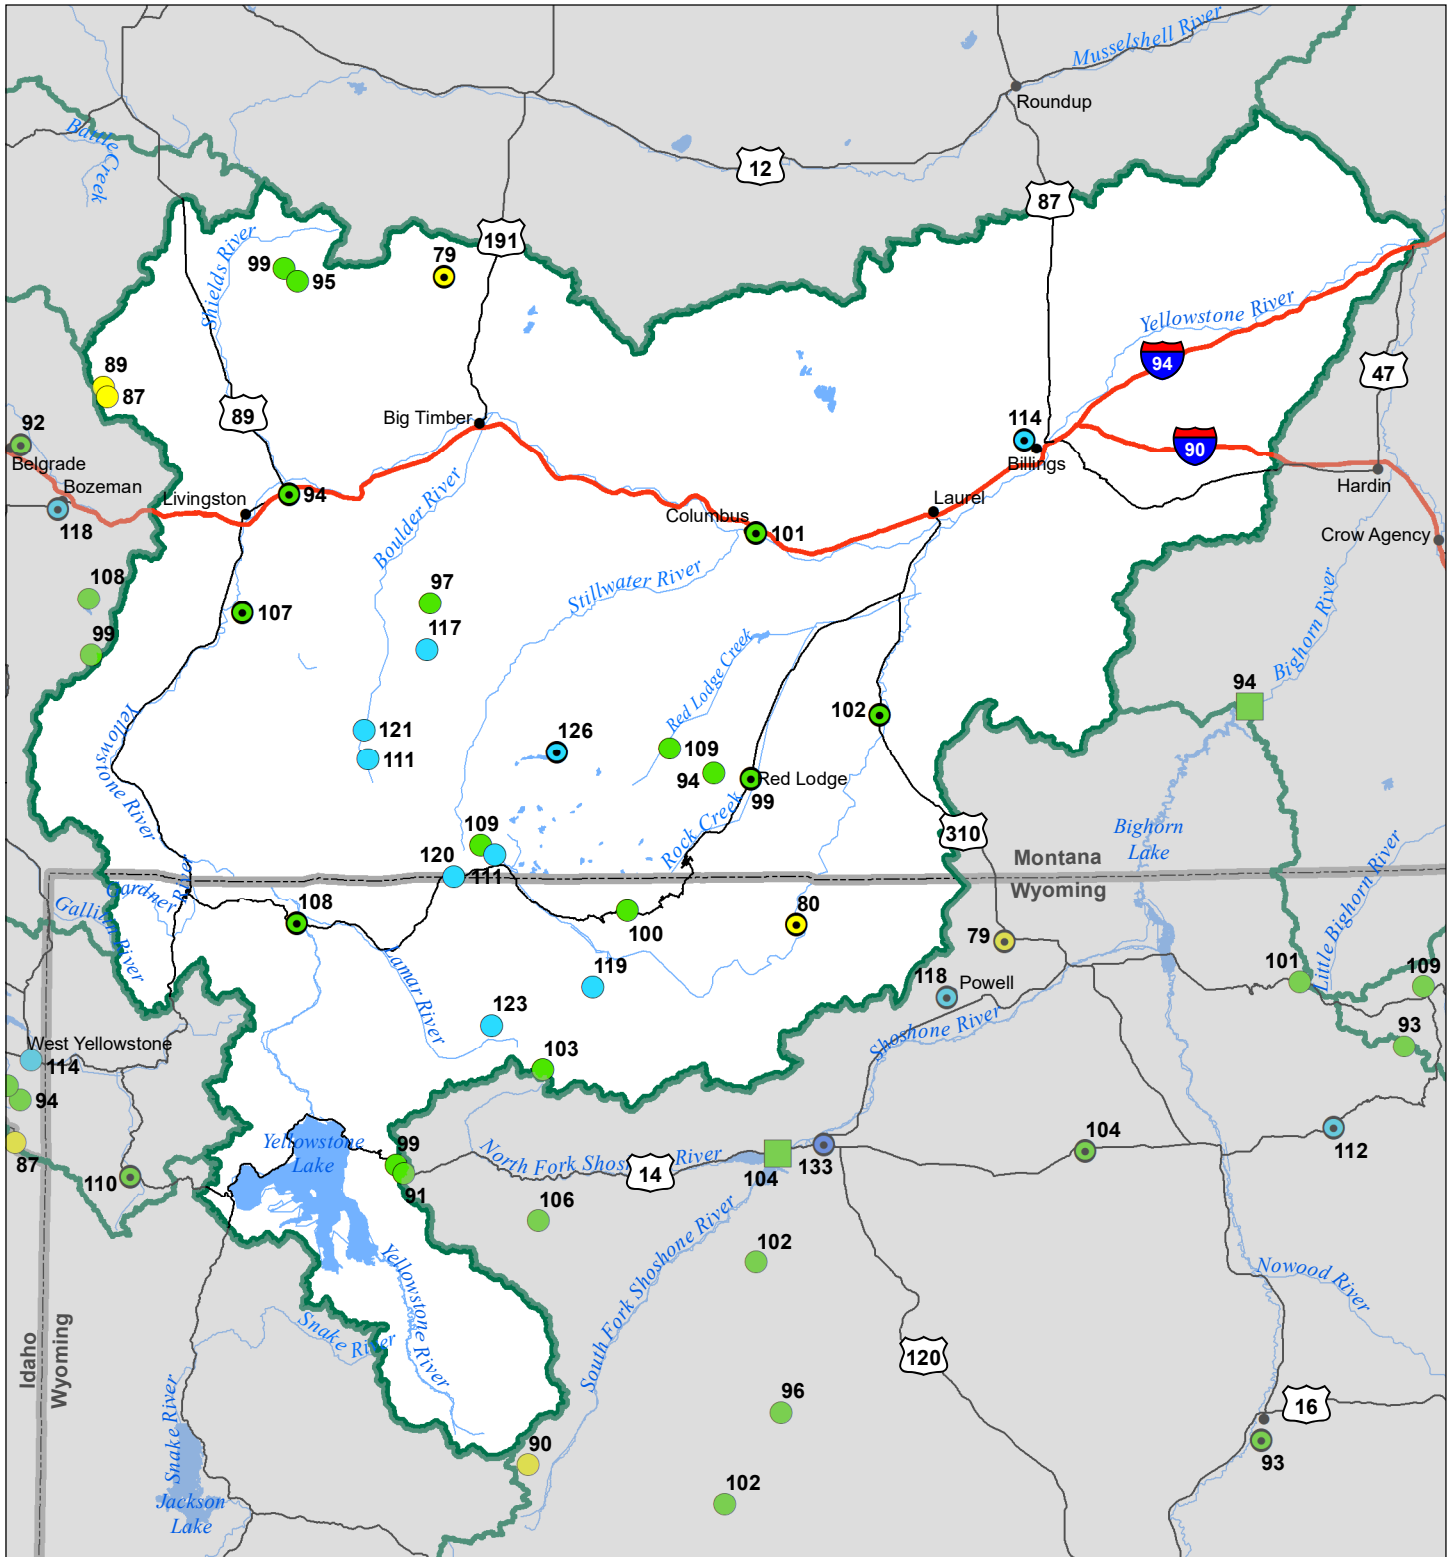 Musselshell River
Roundup
Battle Creek
12
87
191
79
Shields River
99
95
Yellowstone River
94
47
89
87
89
Big Timber
92
Belgrade
Bozeman
118
114
Billings
90
Hardin
Livingston
94
Laurel
Columbus
101
Crow Agency
Boulder River
Stillwater River
108
97
107
117
99
Bighorn River
Red Lodge Creek
94
102
Yellowstone River
121
111
126
109
94
Red Lodge
99
Rock Creek
310
Bighorn Lake
109
120
111
Montana
Wyoming
Gardner River
Gallitin River
108
100
80
79
Little Bighorn River
101
109
119
118
Powell
Lamar River
123
Shoshone River
93
West Yellowstone
114
103
94
Yellowstone Lake
99
North Fork Shoshone River
104
112
87
110
91
14
104
133
106
102
South Fork Shoshone River
Yellowstone River
Nowood River
Snake River
Idaho
Wyoming
120
Snake River
96
16
90
93
102
Jackson Lake